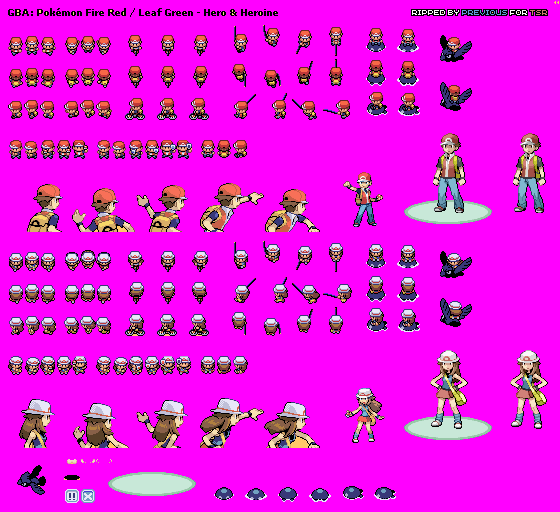 GBA: Pokémon Fire Red / Leaf Green - Hero & Heroine
RIPPED BY PREVIOUS FOR TSR